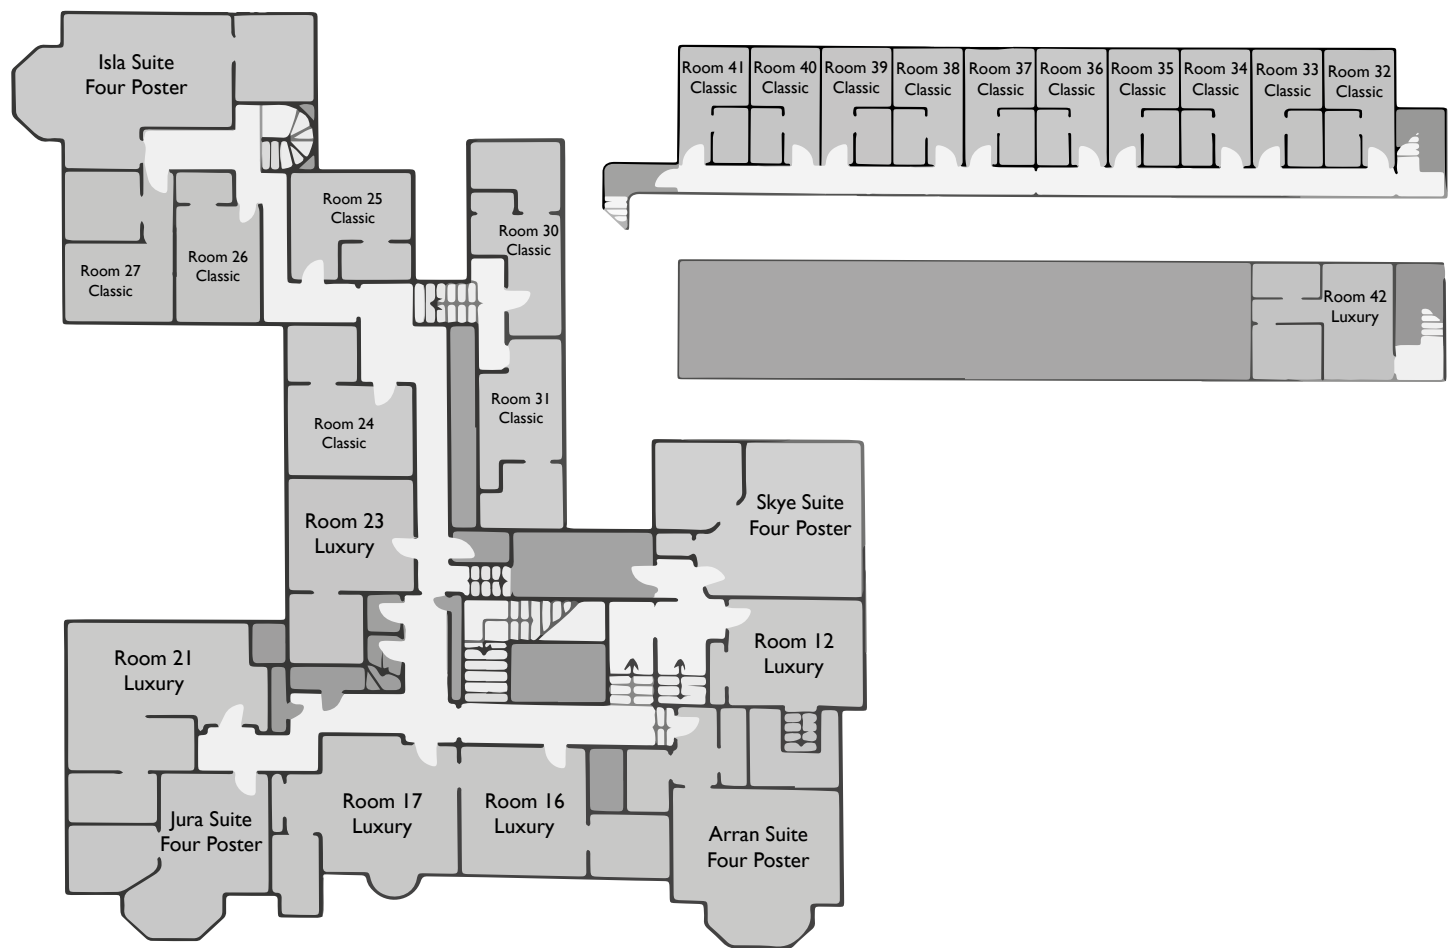 Isla Suite
Four Poster
Room 41
Classic
Room 40
Classic
Room 39
Classic
Room 38
Classic
Room 37
Classic
Room 36
Classic
Room 35
Classic
Room 34
Classic
Room 33
Classic
Room 32
Classic
Room 25
Classic
Room 30
Classic
Room 27
Classic
Room 26
Classic
Room 42
Luxury
Room 31
Classic
Room 24
Classic
Room 23
Luxury
Skye Suite
Four Poster
Room 21
Luxury
Room 12
Luxury
Jura Suite
Four Poster
Room 17
Luxury
Room 16
Luxury
Arran Suite
Four Poster